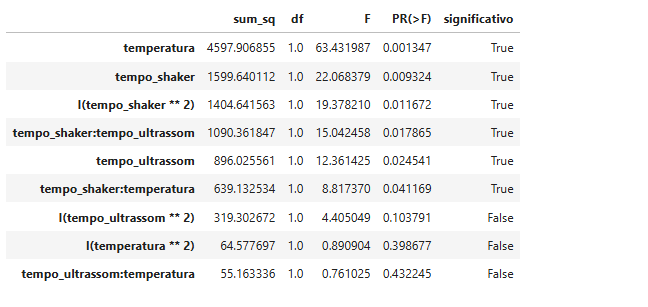 sum_sq df F PR(>F) significativo
temperatura 4597.906855 1.0 63.431987 0.001347 True
tempo_shaker 1599.640112 1.0 22.068379 0.009324 True
I(tempo_shaker ** 2) 1404.641563 1.0 19.378210 0.011672 True
tempo_shaker:tempo_ultrassom 1090.361847 1.0 15.042458 0.017865 True
tempo_ultrassom 896.025561 1.0 12.361425 0.024541 True
tempo_shaker:temperatura 639.132534 1.0 8.817370 0.041169 True
I(tempo_ultrassom ** 2) 319.302672 1.0 4.405049 0.103791 False
I(temperatura ** 2) 64.577697 1.0 0.890904 0.398677 False
tempo_ultrassom:temperatura 55.163336 1.0 0.761025 0.432245 False